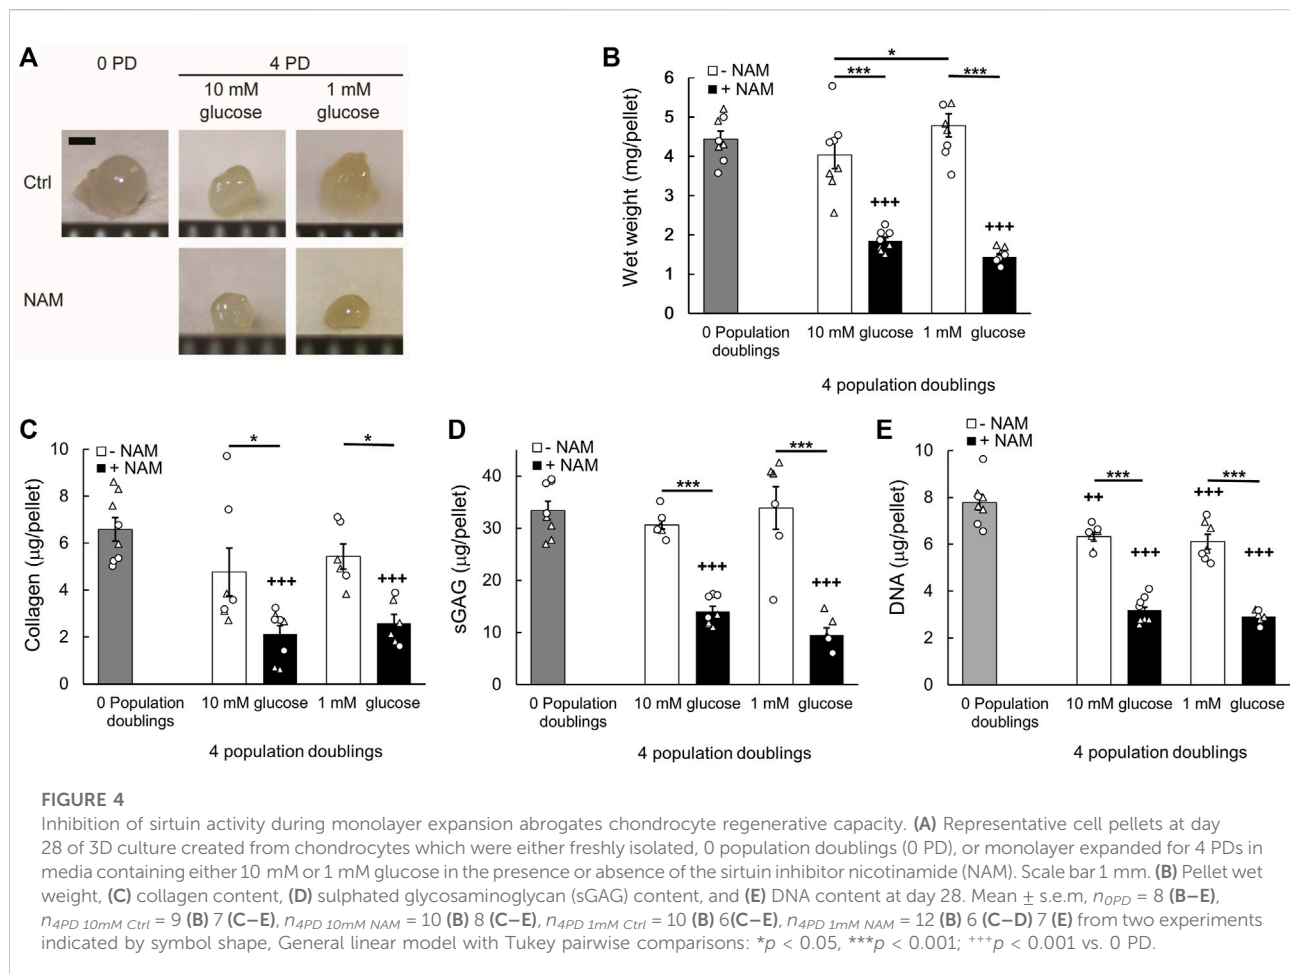 A
0 PD
4 PD
10 mM
glucose
1 mM
glucose
Ctrl
NAM
B
- NAM
+ NAM
*
***
***
+++
+++
Wet weight (mg/pellet)
6
5
4
3
2
1
0
0 Population
doublings
10 mM glucose
1 mM glucose
4 population doublings
C
- NAM
+ NAM
*
*
+++
+++
Collagen (µg/pellet)
10
8
6
4
2
0
0 Population
doublings
10 mM glucose
1 mM glucose
4 population doublings
D
- NAM
+ NAM
***
***
+++
+++
sGAG (µg/pellet)
40
30
20
10
0
0 Population
doublings
10 mM glucose
1 mM glucose
4 population doublings
E
- NAM
+ NAM
***
***
++
+++
+++
+++
DNA (µg/pellet)
10
8
6
4
2
0
0 Population
doublings
10 mM glucose
1 mM glucose
4 population doublings
FIGURE 4
Inhibition of sirtuin activity during monolayer expansion abrogates chondrocyte regenerative capacity. (A) Representative cell pellets at day
28 of 3D culture created from chondrocytes which were either freshly isolated, 0 population doublings (0 PD), or monolayer expanded for 4 PDs in
media containing either 10 mM or 1 mM glucose in the presence or absence of the sirtuin inhibitor nicotinamide (NAM). Scale bar 1 mm. (B) Pellet wet
weight, (C) collagen content, (D) sulphated glycosaminoglycan (sGAG) content, and (E) DNA content at day 28. Mean ± s.e.m, n0PD = 8 (B–E),
n4PD 10mM Ctrl = 9 (B) 7 (C–E), n4PD 10mM NAM = 10 (B) 8 (C–E), n4PD 1mM Ctrl = 10 (B) 6(C–E), n4PD 1mM NAM = 12 (B) 6 (C–D) 7 (E) from two experiments
indicated by symbol shape, General linear model with Tukey pairwise comparisons: *p < 0.05, ***p < 0.001; +++p < 0.001 vs. 0 PD.